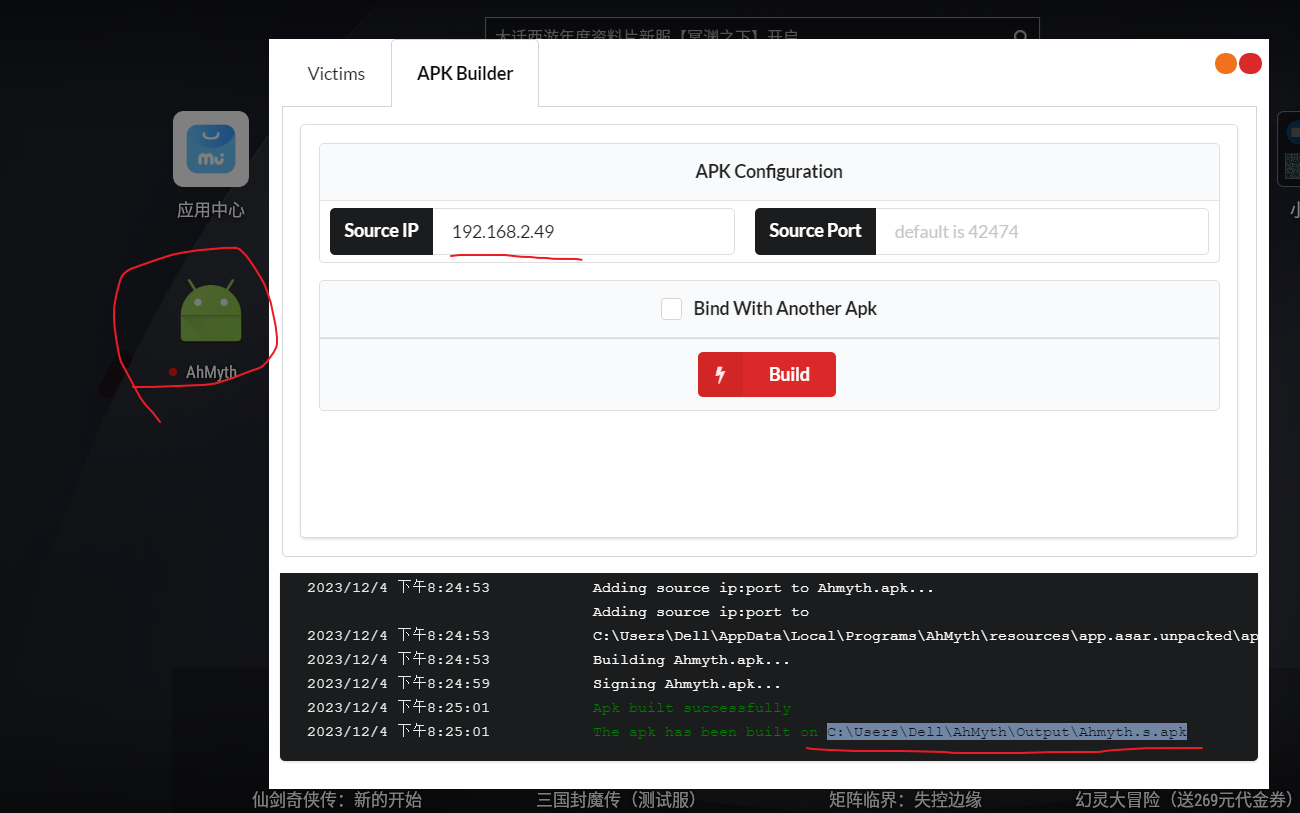 大话西游年度资料片新服【冥渊之下】开启
Victims
APK Builder
应用中心
APK Configuration
Source IP
192.168.2.49
Source Port
default is 42474
Bind With Another Apk
AhMyth
Build
2023/12/4 下午8:24:53 Adding source ip:port to Ahmyth.apk...
Adding source ip:port to
2023/12/4 下午8:24:53 C:\Users\Dell\AppData\Local\Programs\AhMyth\resources\app.asar.unpacked\ap
2023/12/4 下午8:24:53 Building Ahmyth.apk...
2023/12/4 下午8:24:59 Signing Ahmyth.apk...
2023/12/4 下午8:25:01 Apk built successfully
2023/12/4 下午8:25:01 The apk has been built on C:\Users\Dell\AhMyth\Output\Ahmyth.s.apk
仙剑奇侠传：新的开始
三国封魔传（测试服）
矩阵临界：失控边缘
幻灵大冒险（送269元代金券）